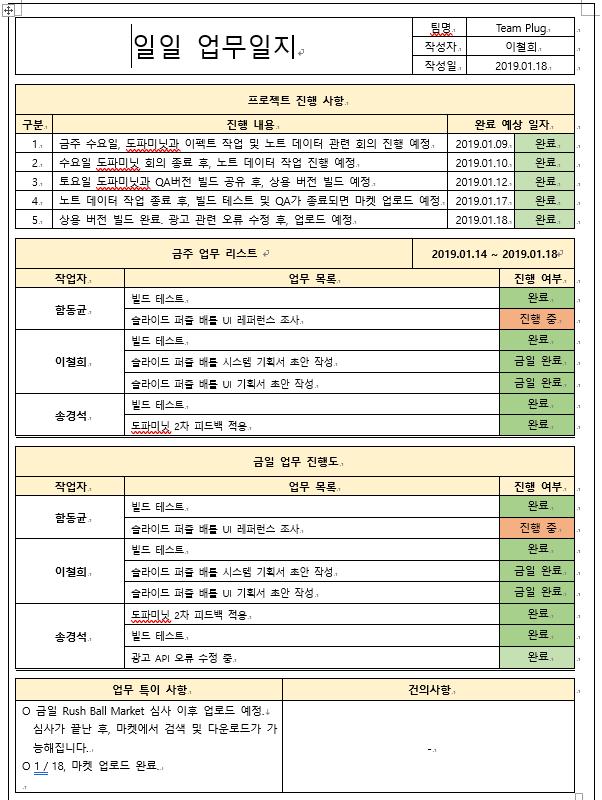 일일 업무일지
팀명 Team Plug
작성자 이철희
작성일 2019.01.18
프로젝트 진행 사항
구분 진행 내용 완료 예상 일자
1 금주 수요일, 도파미닛과 이펙트 작업 및 노트 데이터 관련 회의 진행 예정 2019.01.09 완료
2 수요일 도파미닛 회의 종료 후, 노트 데이터 작업 진행 예정 2019.01.10 완료
3 토요일 도파미닛과 QA버전 빌드 공유 후, 상용 버전 빌드 예정 2019.01.12 완료
4 노트 데이터 작업 종료 후, 빌드 테스트 및 QA가 종료되면 마켓 업로드 예정 2019.01.17 완료
5 상용 버전 빌드 완료. 광고 관련 오류 수정 후, 업로드 예정 2019.01.18 완료
금주 업무 리스트 2019.01.14 ~ 2019.01.18
작업자 업무 목록 진행 여부
함동균 빌드 테스트 완료
슬라이드 퍼즐 배틀 UI 레퍼런스 조사 진행 중
이철희 빌드 테스트 완료
슬라이드 퍼즐 배틀 시스템 기획서 초안 작성 금일 완료
슬라이드 퍼즐 배틀 UI 기획서 초안 작성 금일 완료
송경석 빌드 테스트 완료
도파미닛 2차 피드백 적용 완료
금일 업무 진행도
작업자 업무 목록 진행 여부
함동균 빌드 테스트 완료
슬라이드 퍼즐 배틀 UI 레퍼런스 조사 진행 중
이철희 빌드 테스트 완료
슬라이드 퍼즐 배틀 시스템 기획서 초안 작성 금일 완료
슬라이드 퍼즐 배틀 UI 기획서 초안 작성 금일 완료
송경석 도파미닛 2차 피드백 적용 완료
빌드 테스트 완료
광고 API 오류 수정 중 완료
업무 특이 사항 건의사항
O 금일 Rush Ball Market 심사 이후 업로드 예정.
심사가 끝난 후, 마켓에서 검색 및 다운로드가 가
능해집니다.
O 1 / 18, 마켓 업로드 완료
-